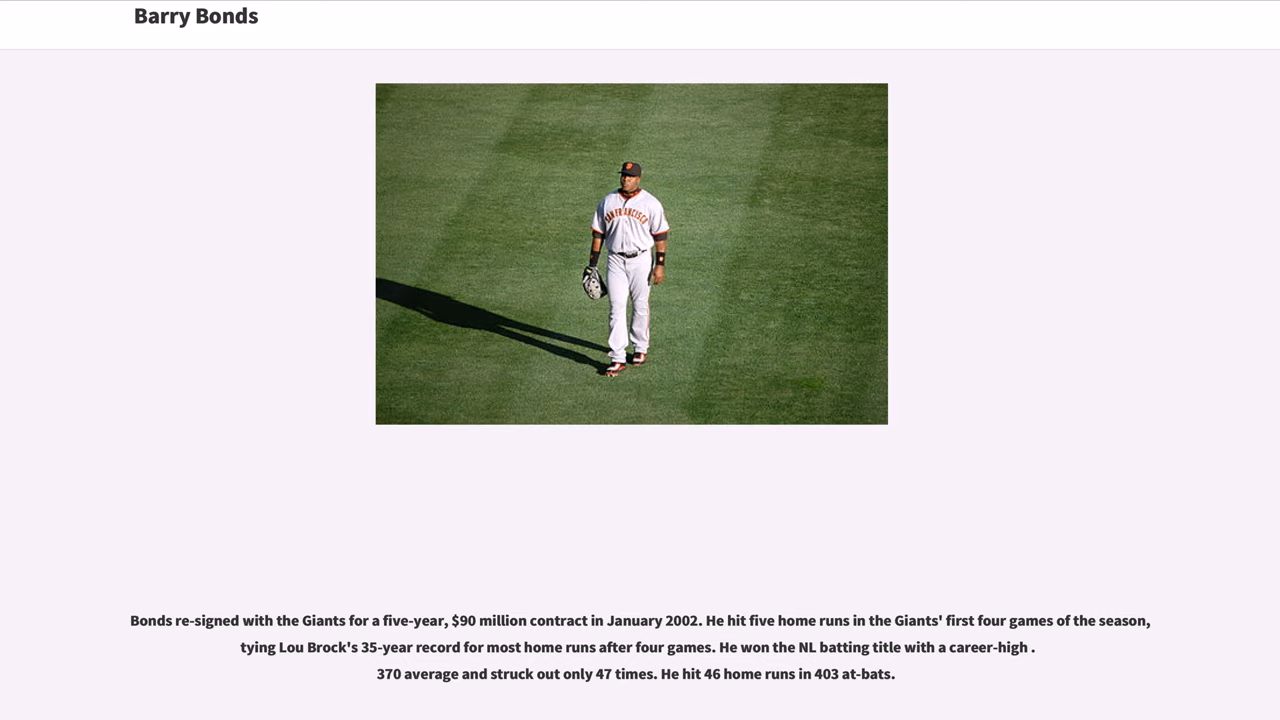 Barry Bonds
SAN FRANCISCO
Bonds re-signed with the Giants for a five-year, $90 million contract in January 2002. He hit five home runs in the Giants' first four games of the season,
tying Lou Brock's 35-year record for most home runs after four games. He won the NL batting title with a career-high .
370 average and struck out only 47 times. He hit 46 home runs in 403 at-bats.